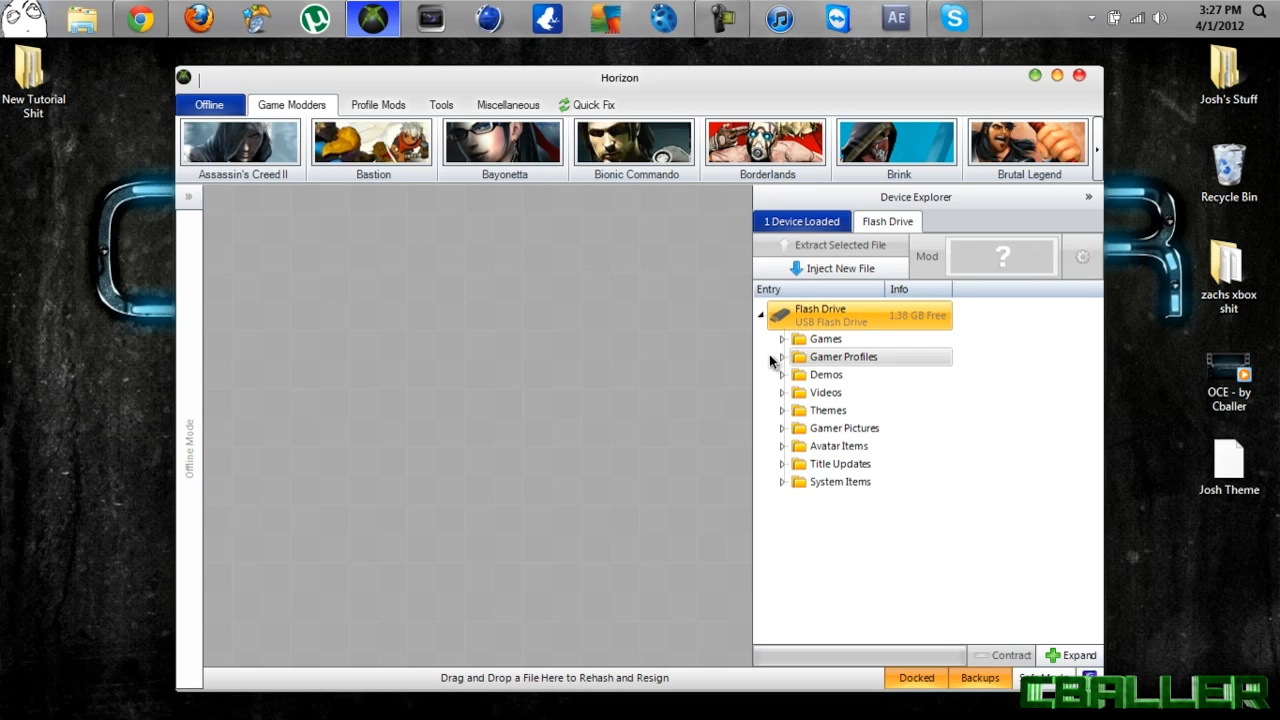 3:27 PM
4/1/2012
Ae
New Tutorial
Shit
Josh's Stuff
Recycle Bin
zachs xbox
shit
OCE - by
Cballer
Josh Theme
Horizon
Offline
Game Modders
Profile Mods
Tools
Miscellaneous
Quick Fix
Assassin's Creed II
Bastion
Bayonetta
Bionic Commando
Borderlands
Brink
Brutal Legend
Device Explorer
1 Device Loaded
Flash Drive
Extract Selected File
Inject New File
Mod
?
Entry
Info
Flash Drive
USB Flash Drive
1.38 GB Free
Games
Gamer Profiles
Demos
Videos
Themes
Gamer Pictures
Avatar Items
Title Updates
System Items
Offline Mode
Contract
Expand
Drag and Drop a File Here to Rehash and Resign
Docked
Backups
CBALLER